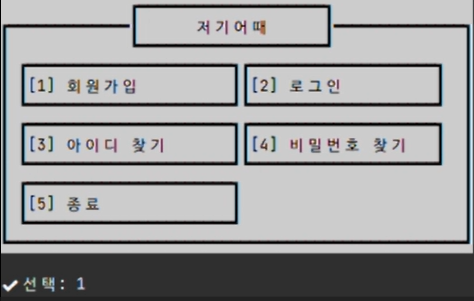 저기어때
[1] 회원가입 [2] 로그인
[3] 아이디 찾기 [4] 비밀번호 찾기
[5] 종료
✔선택: 1